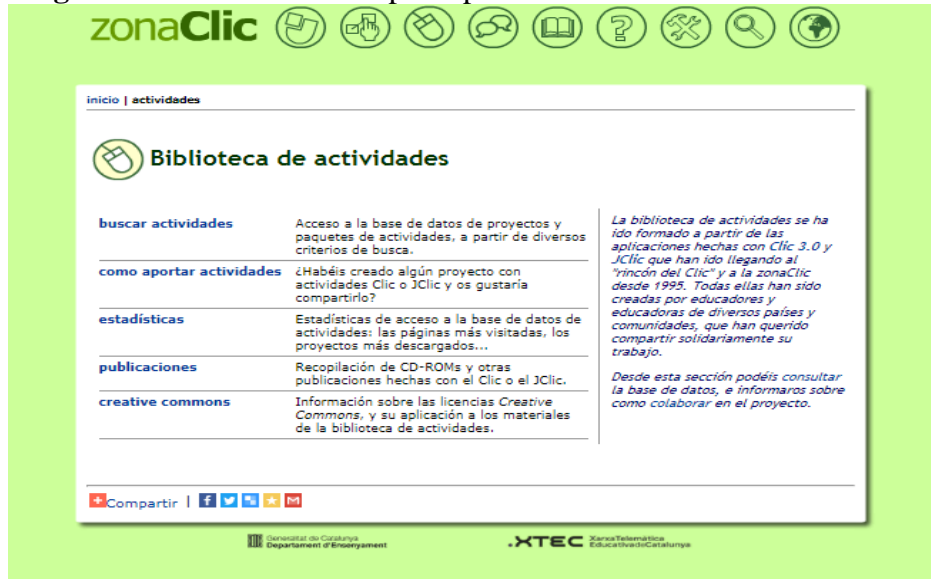 zonaClic
inicio | actividades
Biblioteca de actividades
buscar actividades
Acceso a la base de datos de proyectos y
paquetes de actividades, a partir de diversos
criterios de busca.
como aportar actividades
¿Habéis creado algún proyecto con
actividades Clic o JClic y os gustaría
compartirlo?
estadísticas
Estadísticas de acceso a la base de datos de
actividades: las páginas más visitadas, los
proyectos más descargados...
publicaciones
Recopilación de CD-ROMs y otras
publicaciones hechas con el Clic o el JClic.
creative commons
Información sobre las licencias Creative
Commons, y su aplicación a los materiales
de la biblioteca de actividades.
La biblioteca de actividades se ha
ido formado a partir de las
aplicaciones hechas con Clic 3.0 y
JClic que han ido llegando al
"rincón del Clic" y a la zonaClic
desde 1995. Todas ellas han sido
creadas por educadores y
educadoras de diversos países y
comunidades, que han querido
compartir solidariamente su
trabajo.
Desde esta sección podéis consultar
la base de datos, e informaros sobre
como colaborar en el proyecto.
Compartir |
Generalitat de Catalunya
Departament d'Ensenyament
XTEC
XarxaTelemàtica
EducativadeCatalunya